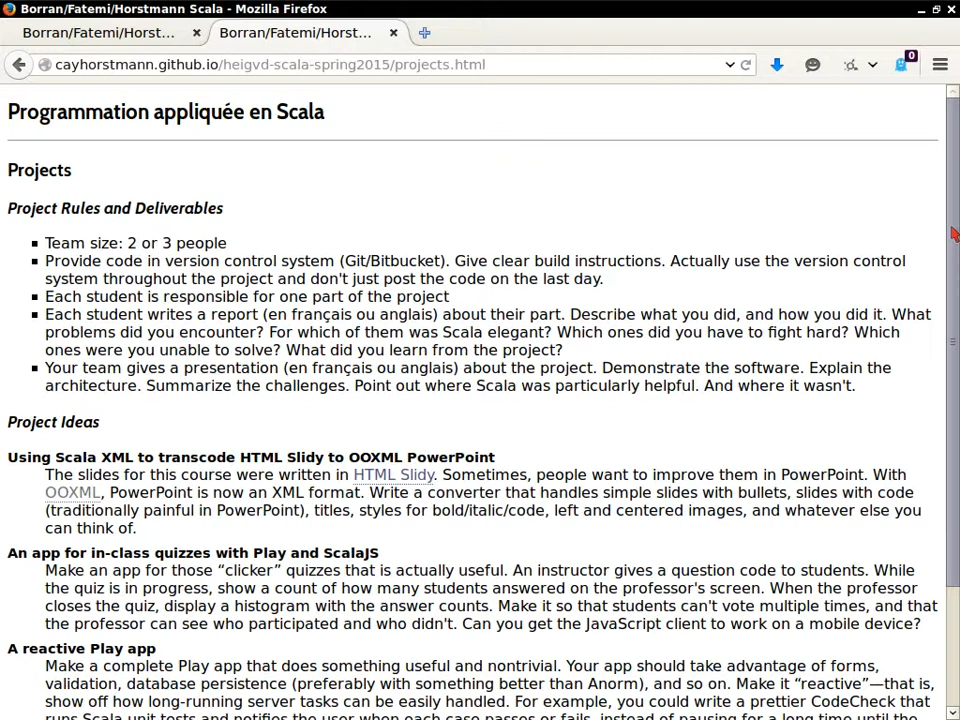 Borran/Fatemi/Horstmann Scala - Mozilla Firefox
Borran/Fatemi/Horst... Borran/Fatemi/Horst...
cayhorstmann.github.io/heigvd-scala-spring2015/projects.html 0
Programmation appliquée en Scala
Projects
Project Rules and Deliverables
Team size: 2 or 3 people
Provide code in version control system (Git/Bitbucket). Give clear build instructions. Actually use the version control
system throughout the project and don't just post the code on the last day.
Each student is responsible for one part of the project
Each student writes a report (en français ou anglais) about their part. Describe what you did, and how you did it. What
problems did you encounter? For which of them was Scala elegant? Which ones did you have to fight hard? Which
ones were you unable to solve? What did you learn from the project?
Your team gives a presentation (en français ou anglais) about the project. Demonstrate the software. Explain the
architecture. Summarize the challenges. Point out where Scala was particularly helpful. And where it wasn't.
Project Ideas
Using Scala XML to transcode HTML Slidy to OOXML PowerPoint
The slides for this course were written in HTML Slidy. Sometimes, people want to improve them in PowerPoint. With
OOXML, PowerPoint is now an XML format. Write a converter that handles simple slides with bullets, slides with code
(traditionally painful in PowerPoint), titles, styles for bold/italic/code, left and centered images, and whatever else you
can think of.
An app for in-class quizzes with Play and ScalaJS
Make an app for those “clicker” quizzes that is actually useful. An instructor gives a question code to students. While
the quiz is in progress, show a count of how many students answered on the professor's screen. When the professor
closes the quiz, display a histogram with the answer counts. Make it so that students can't vote multiple times, and that
the professor can see who participated and who didn't. Can you get the JavaScript client to work on a mobile device?
A reactive Play app
Make a complete Play app that does something useful and nontrivial. Your app should take advantage of forms,
validation, database persistence (preferably with something better than Anorm), and so on. Make it “reactive”—that is,
show off how long-running server tasks can be easily handled. For example, you could write a prettier CodeCheck that
runs Scala unit tests and notifies the user when each case passes or fails, instead of pausing for a long time until the